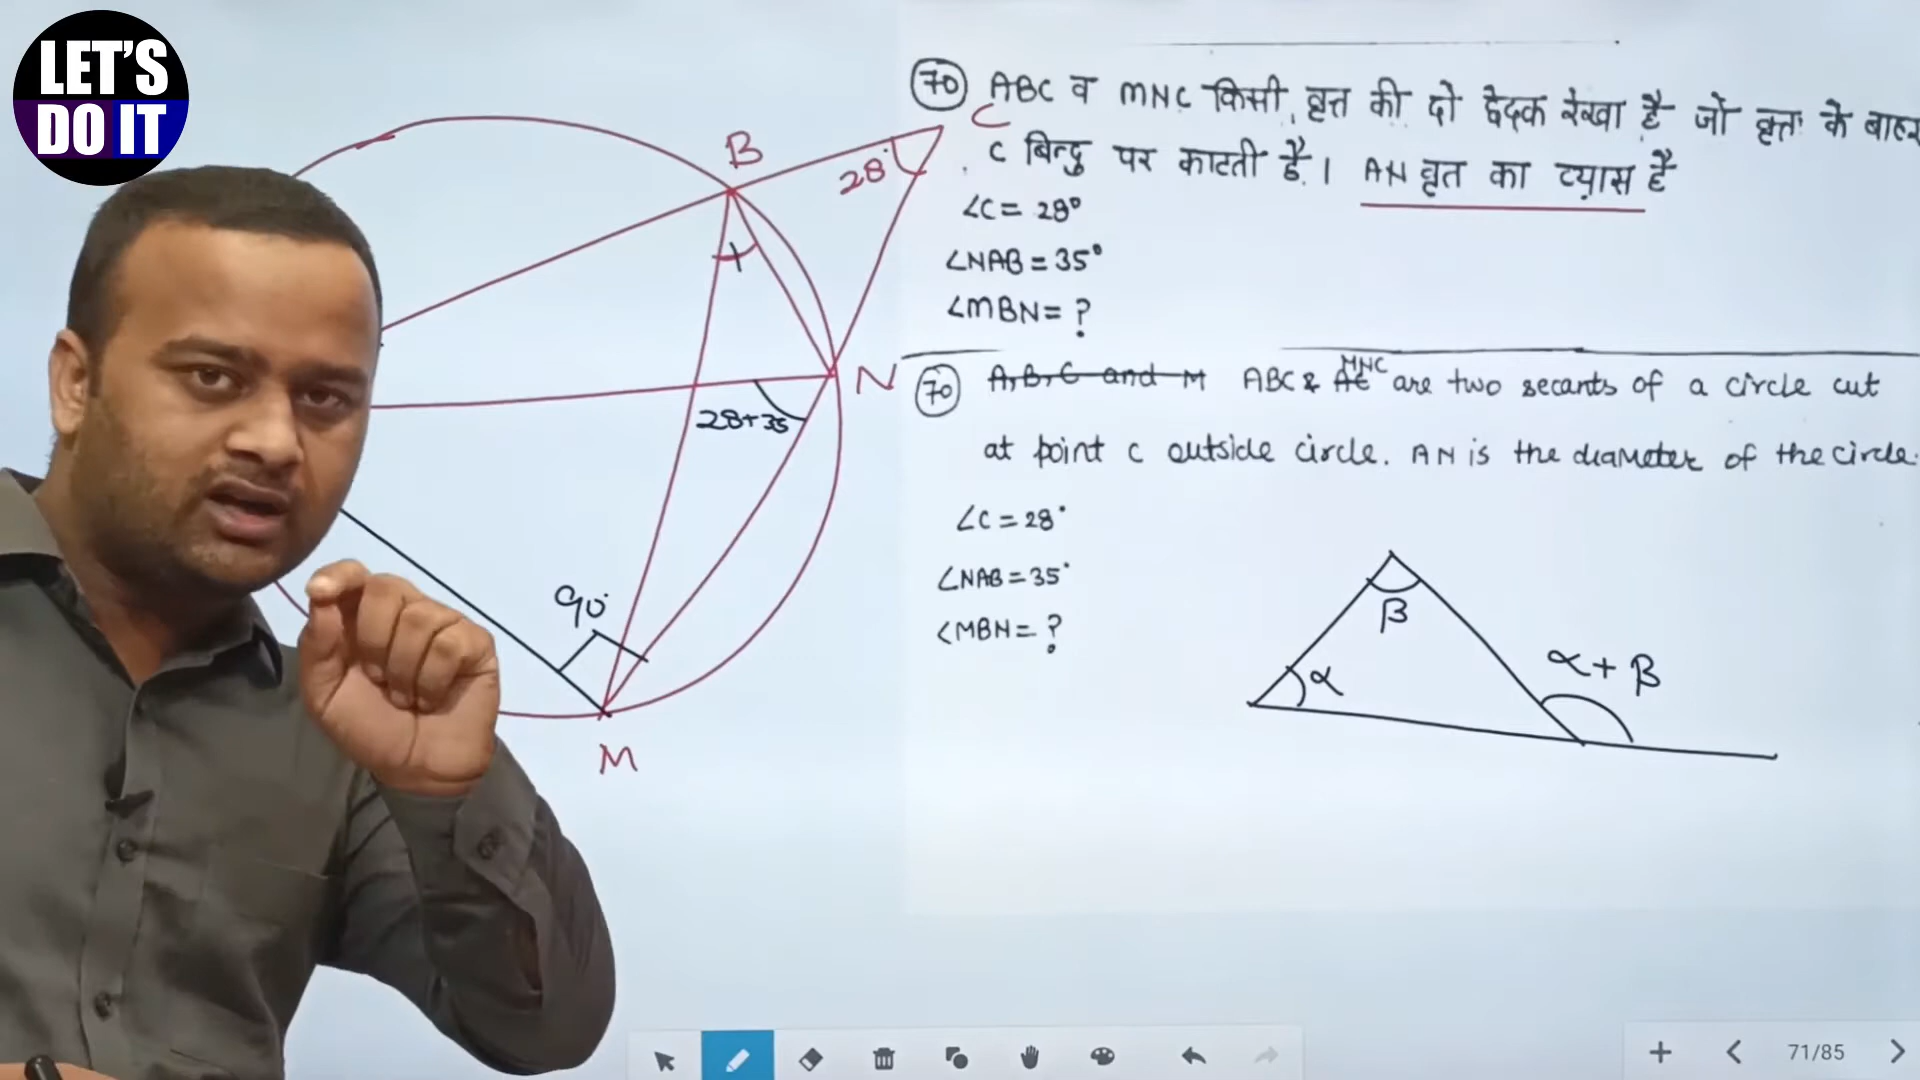 LET'S
DO IT
70 ABC व MNC किसी वृत्त की दो छेदक रेखा है जो वृत्त के बाहर
C बिन्दु पर काटती है। AN वृत का व्यास है
∠C = 28°
∠NAB = 35°
∠MBN = ?
70 A, B, C and M ABC & AC MNC are two secants of a circle cut
at point C outside circle. AN is the diameter of the circle.
∠C = 28°
∠NAB = 35°
∠MBN = ?
B
C
28°
N
28+35
90°
M
β
α
α+β
71/85